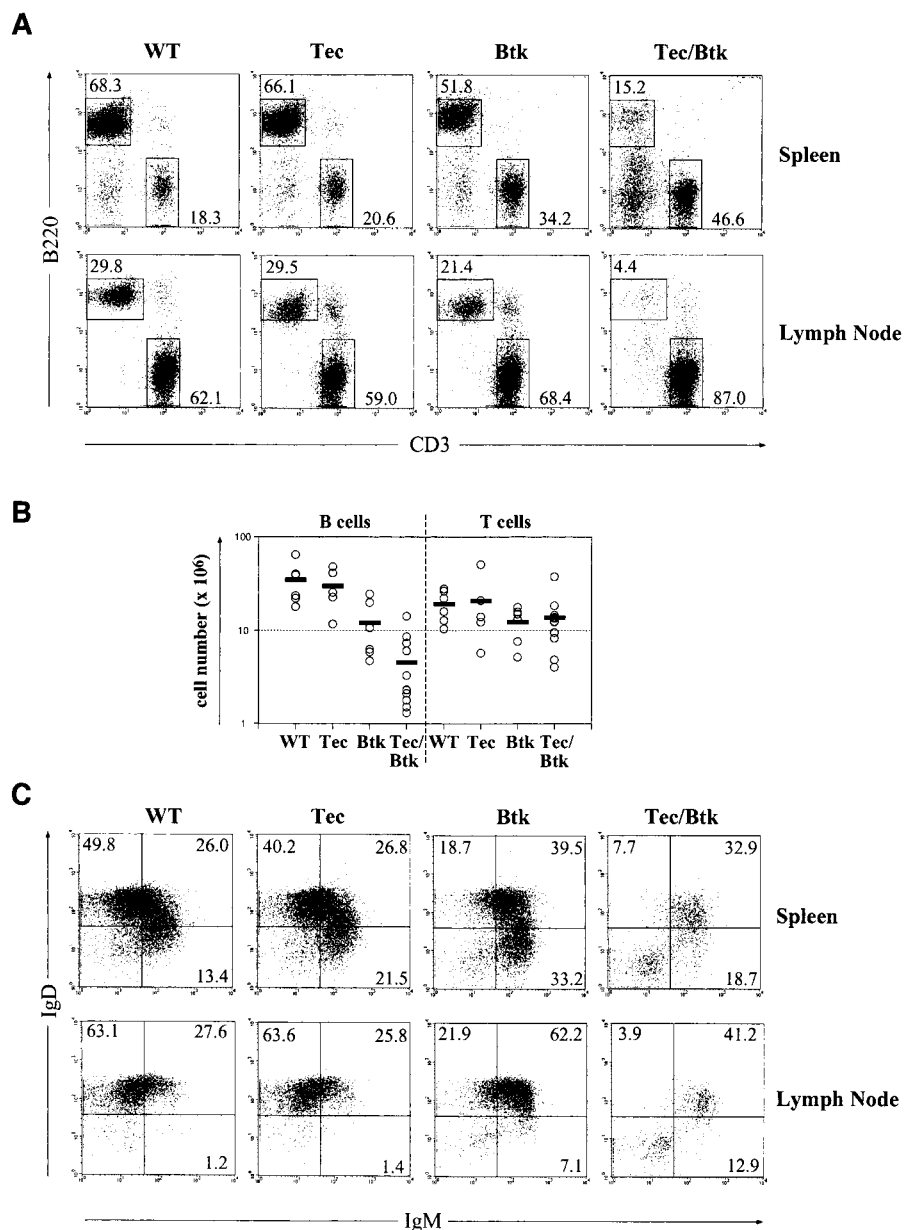 A
WT Tec Btk Tec/Btk
68.3 66.1 51.8 15.2
Spleen
18.3 20.6 34.2 46.6
B220
29.8 29.5 21.4 4.4
Lymph Node
62.1 59.0 68.4 87.0
CD3
B
B cells T cells
cell number (x 10⁶)
100
10
1
WT Tec Btk Tec/Btk WT Tec Btk Tec/Btk
C
WT Tec Btk Tec/Btk
49.8 26.0 40.2 26.8 18.7 39.5 7.7 32.9
Spleen
13.4 21.5 33.2 18.7
IgD
63.1 27.6 63.6 25.8 21.9 62.2 3.9 41.2
Lymph Node
1.2 1.4 7.1 12.9
IgM